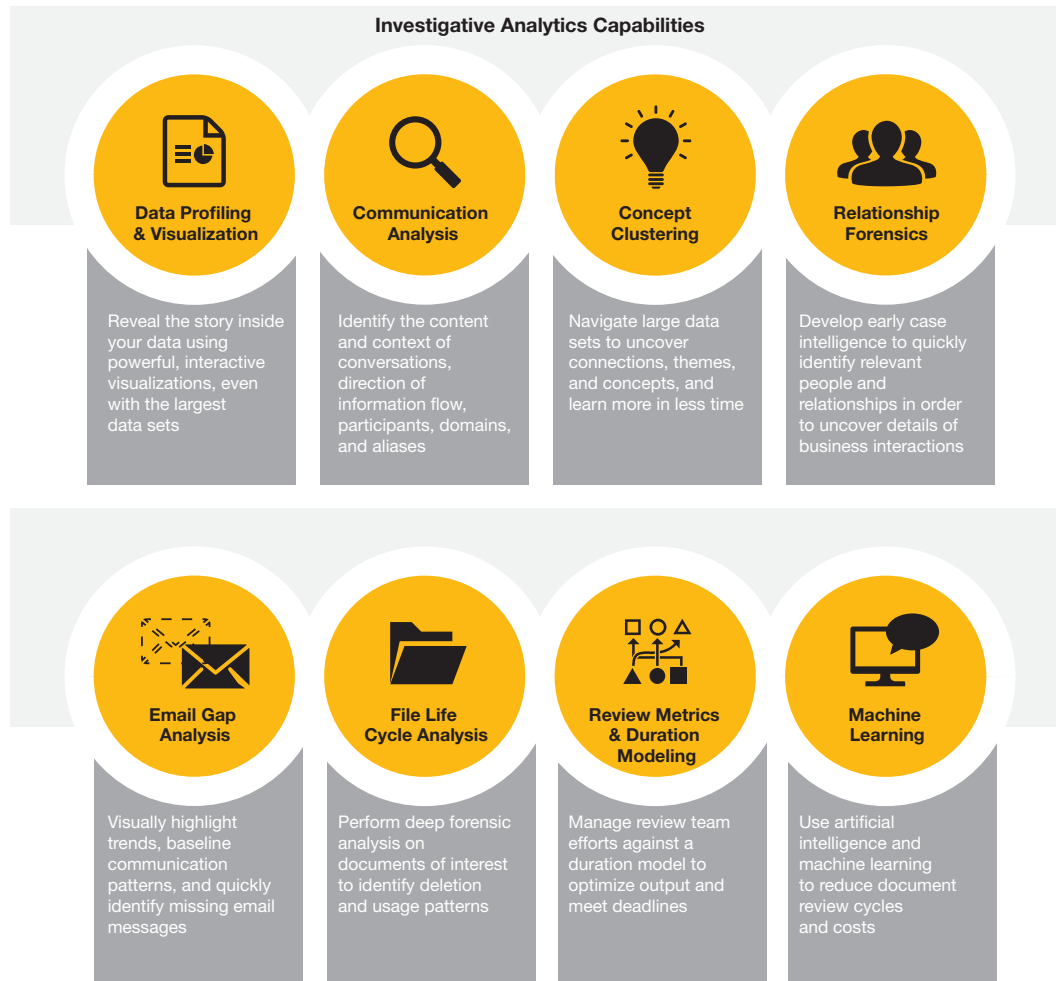 Investigative Analytics Capabilities
Data Profiling
& Visualization
Reveal the story inside
your data using
powerful, interactive
visualizations, even
with the largest
data sets
Communication
Analysis
Identify the content
and context of
conversations,
direction of
information flow,
participants, domains,
and aliases
Concept
Clustering
Navigate large data
sets to uncover
connections, themes,
and concepts, and
learn more in less time
Relationship
Forensics
Develop early case
intelligence to quickly
identify relevant
people and
relationships in order
to uncover details of
business interactions
Email Gap
Analysis
Visually highlight
trends, baseline
communication
patterns, and quickly
identify missing email
messages
File Life
Cycle Analysis
Perform deep forensic
analysis on
documents of interest
to identify deletion
and usage patterns
Review Metrics
& Duration
Modeling
Manage review team
efforts against a
duration model to
optimize output and
meet deadlines
Machine
Learning
Use artificial
intelligence and
machine learning
to reduce document
review cycles
and costs